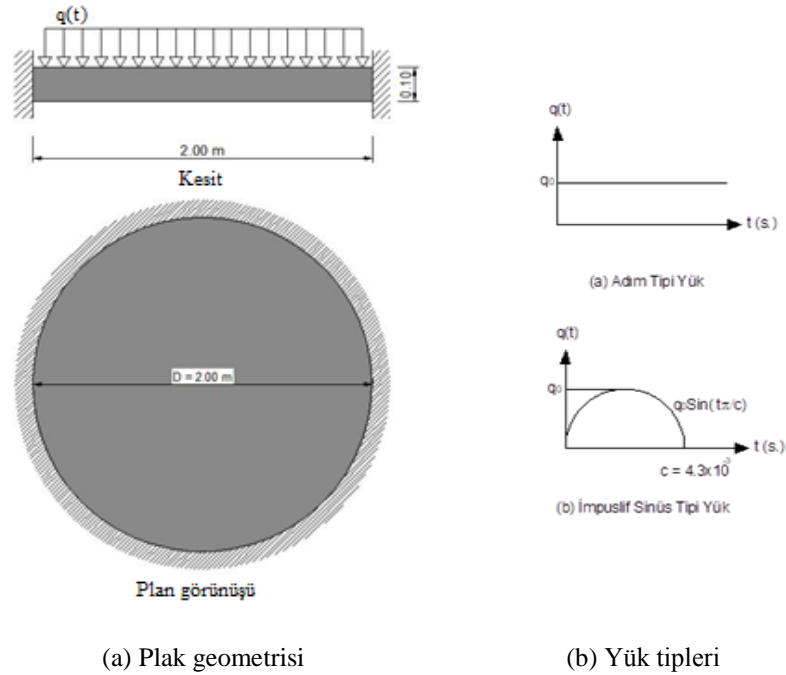 q(t)
0.10
2.00 m
Kesit
D = 2.00 m
Plan görünüşü
q(t)
q₀
t (s.)
(a) Adım Tipi Yük
q(t)
q₀
q₀Sin(tπ/c)
t (s.)
c = 4.3x10⁻³
(b) İmpuslif Sinüs Tipi Yük
(a) Plak geometrisi
(b) Yük tipleri